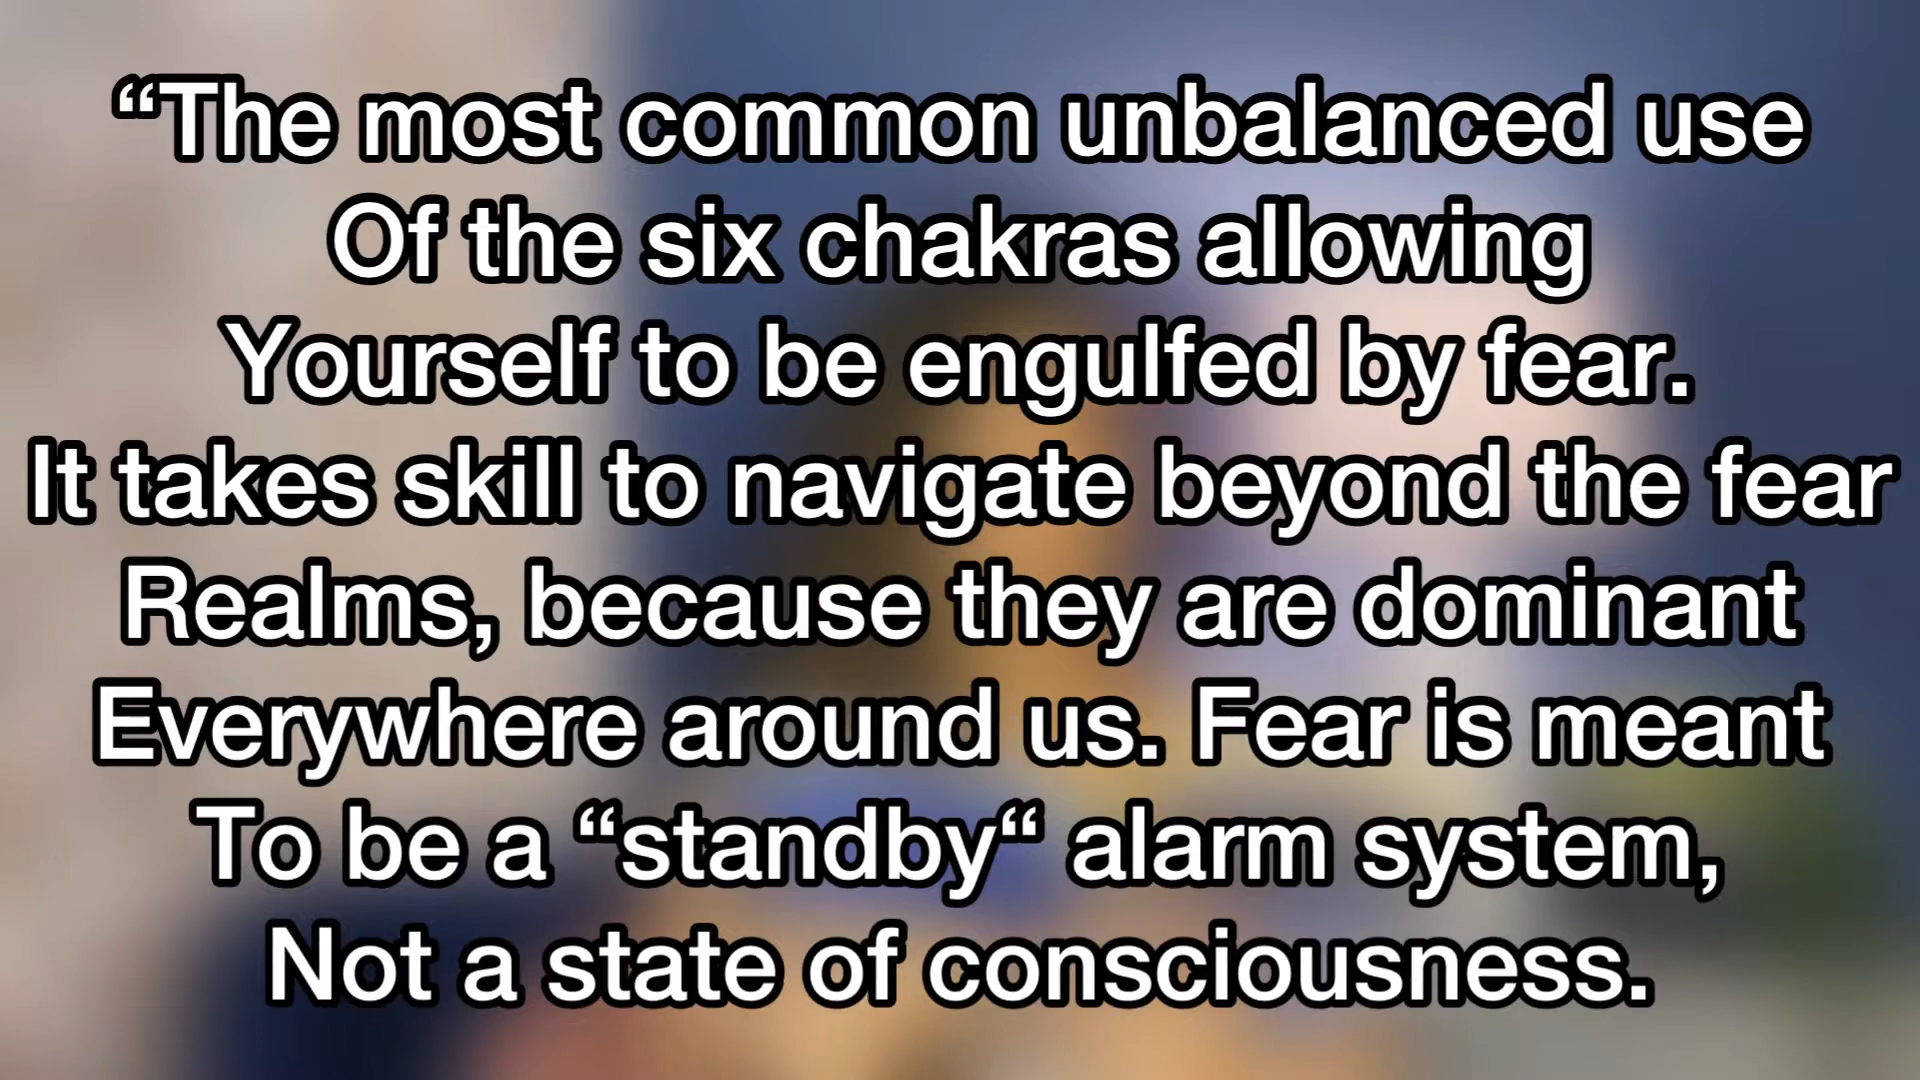 “The most common unbalanced use
Of the six chakras allowing
Yourself to be engulfed by fear.
It takes skill to navigate beyond the fear
Realms, because they are dominant
Everywhere around us. Fear is meant
To be a “standby“ alarm system,
Not a state of consciousness.